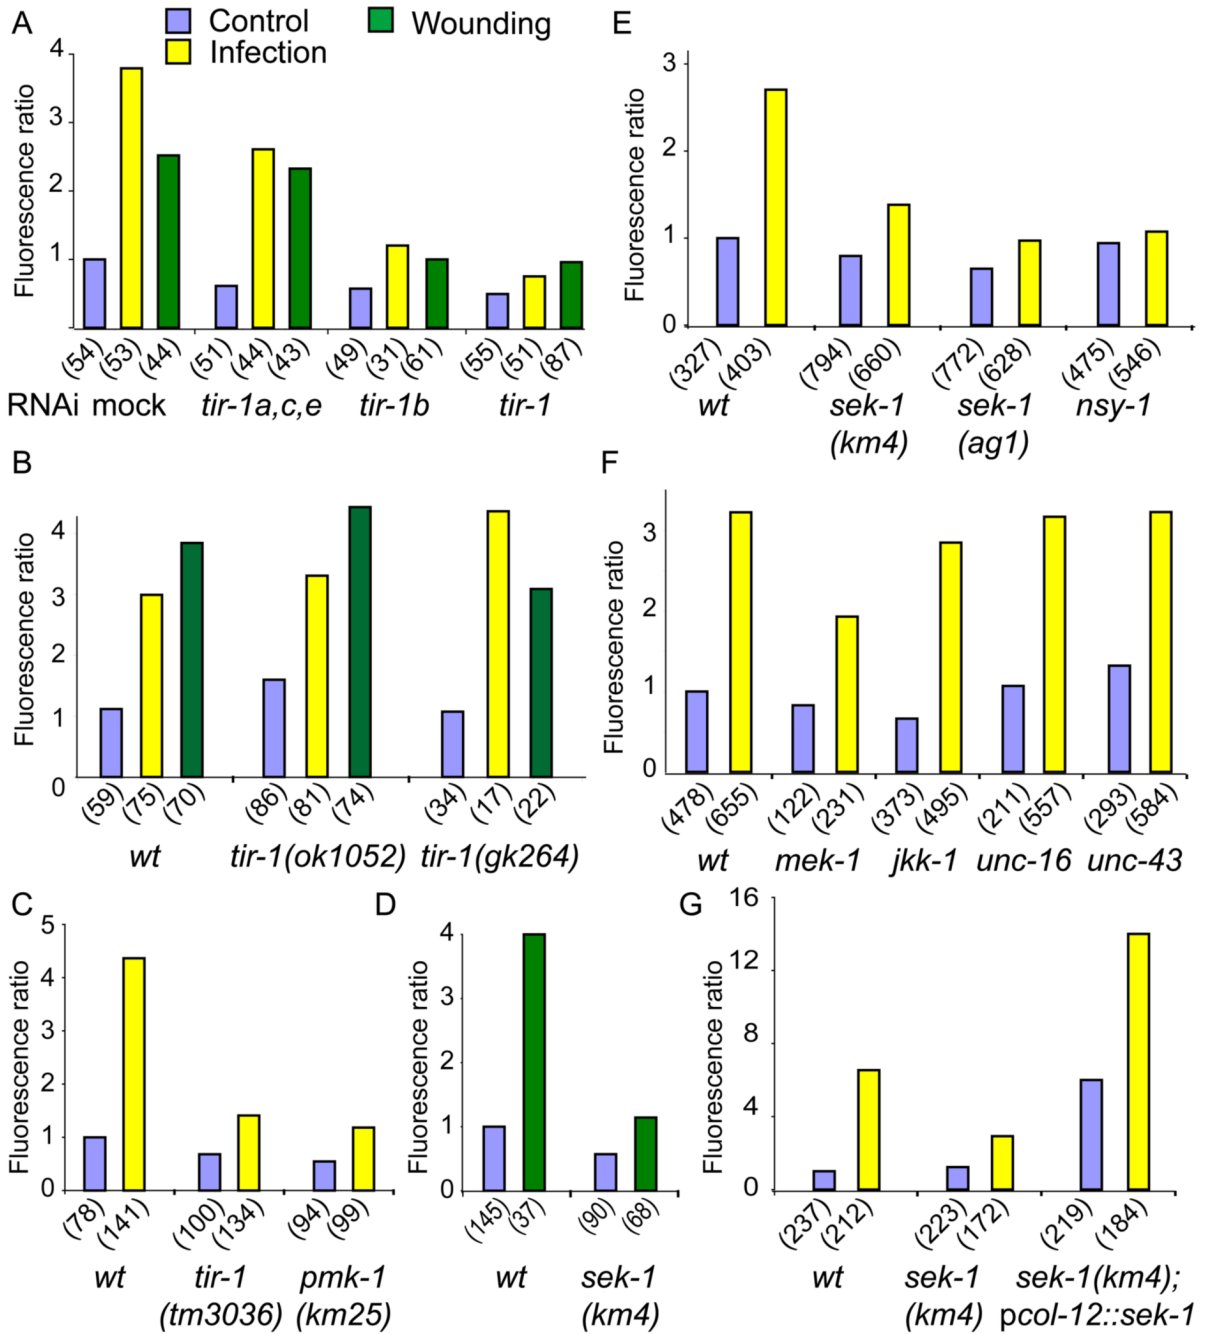 A
Control
Infection
Wounding
Fluorescence ratio
4
3
2
1
(54) (53) (44) (51) (44) (43) (49) (31) (61) (55) (51) (87)
RNAi mock tir-1a,c,e tir-1b tir-1
E
Fluorescence ratio
3
2
1
0
(327) (403) (794) (660) (772) (628) (475) (546)
wt sek-1 sek-1 nsy-1
(km4) (ag1)
B
Fluorescence ratio
4
3
2
1
0
(59) (75) (70) (86) (81) (74) (34) (17) (22)
wt tir-1(ok1052) tir-1(gk264)
F
Fluorescence ratio
3
2
1
0
(478) (655) (122) (231) (373) (495) (211) (557) (293) (584)
wt mek-1 jkk-1 unc-16 unc-43
C
Fluorescence ratio
5
4
3
2
1
0
(78) (141) (100) (134) (94) (99)
wt tir-1 pmk-1
(tm3036) (km25)
D
Fluorescence ratio
4
3
2
1
0
(145) (37) (90) (68)
wt sek-1
(km4)
G
Fluorescence ratio
16
12
8
4
0
(237) (212) (223) (172) (219) (184)
wt sek-1 sek-1(km4);
(km4) pcol-12::sek-1